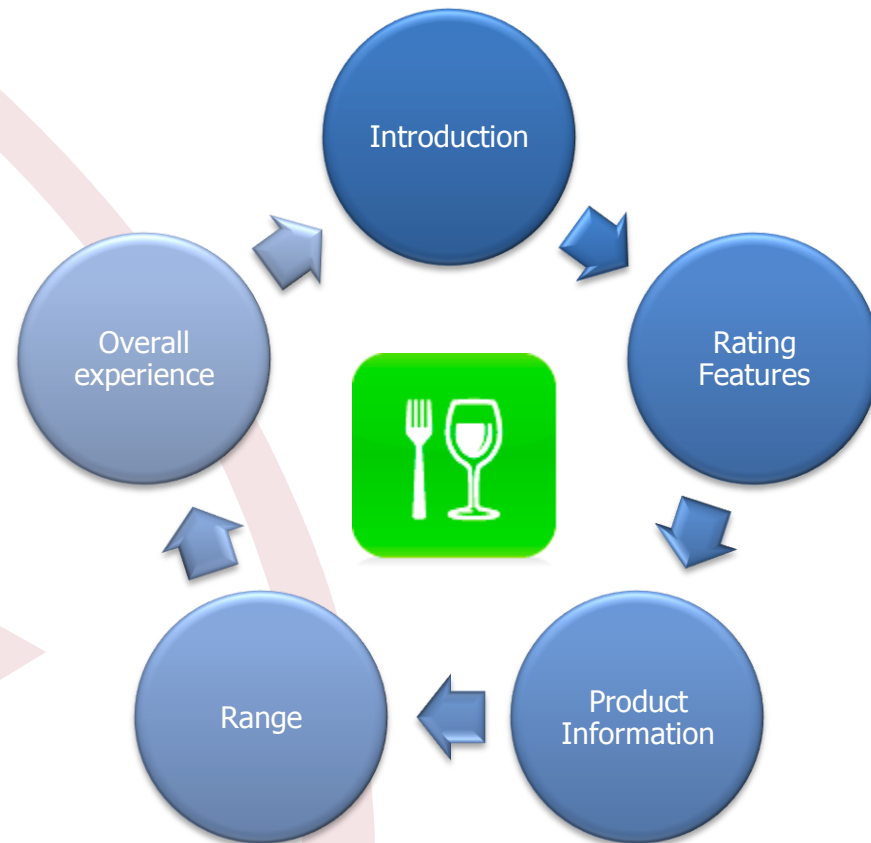 Introduction
Rating
Features
Product
Information
Range
Overall
experience